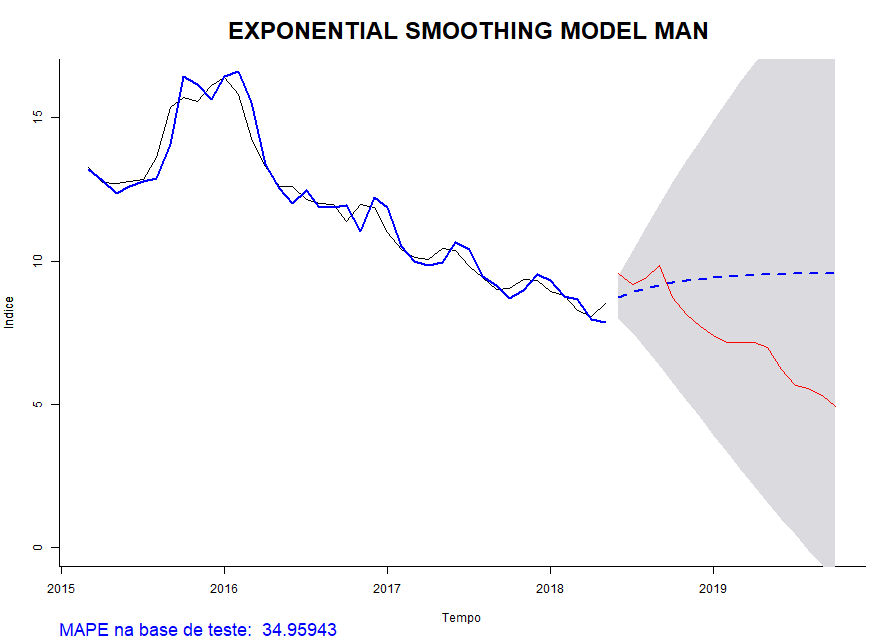 EXPONENTIAL SMOOTHING MODEL MAN
15
10
5
0
Indice
2015 2016 2017 2018 2019
Tempo
MAPE na base de teste: 34.95943